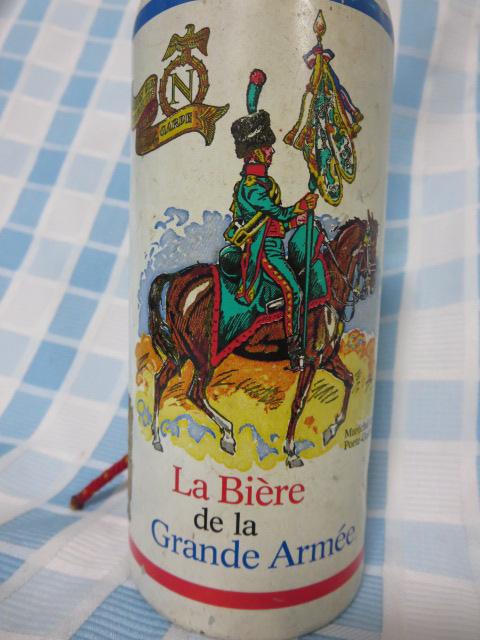 N
GARDE
La Bière
de la
Grande Armée